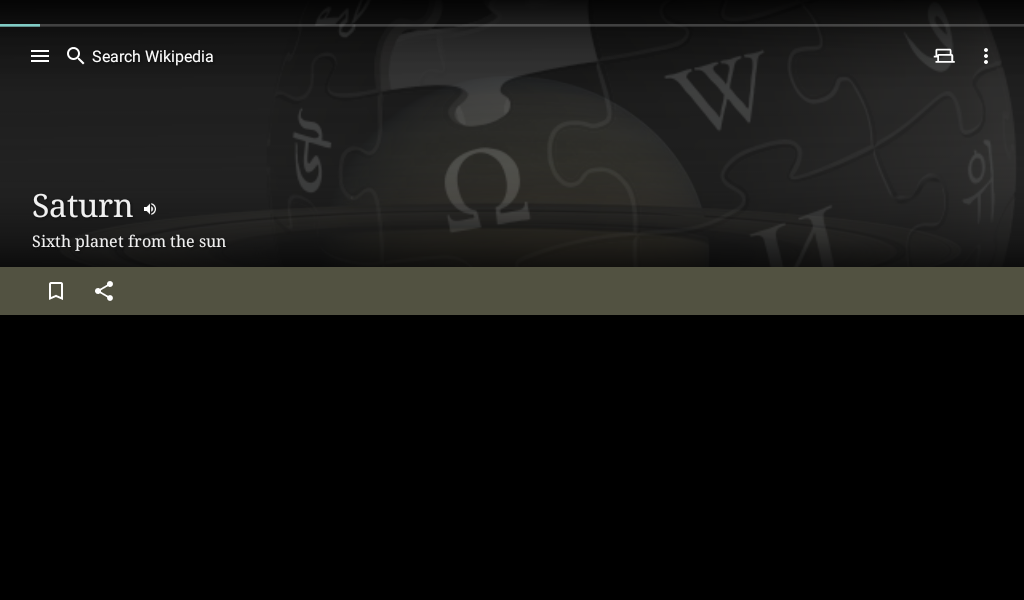 Search Wikipedia
W
Ω
И
Saturn
Sixth planet from the sun